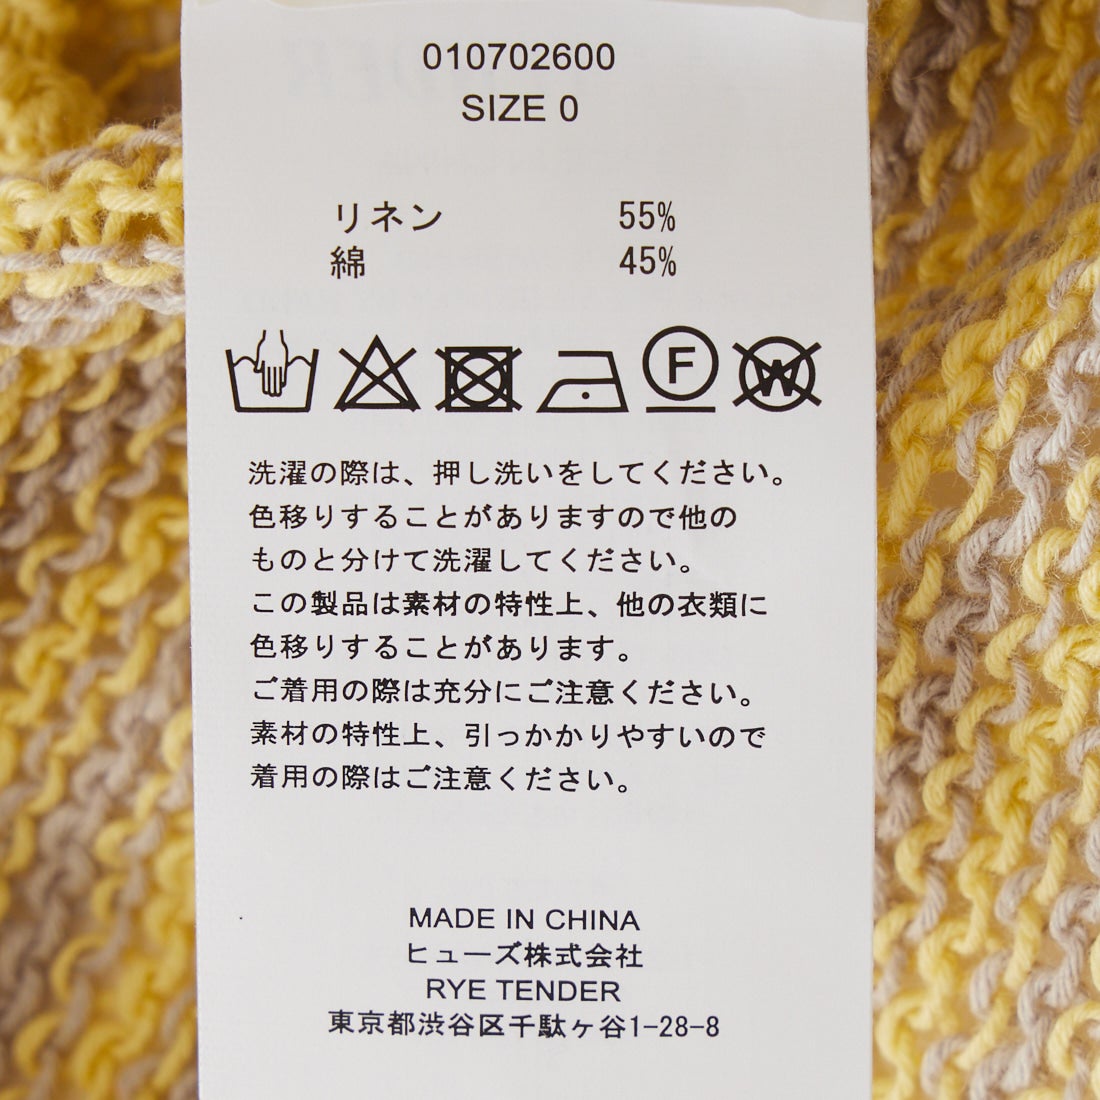 010702600
SIZE 0
リネン 55%
綿 45%
F
W
洗濯の際は、押し洗いをしてください。
色移りすることがありますので他の
ものと分けて洗濯してください。
この製品は素材の特性上、他の衣類に
色移りすることがあります。
ご着用の際は充分にご注意ください。
素材の特性上、引っかかりやすいので
着用の際はご注意ください。
MADE IN CHINA
ヒューズ株式会社
RYE TENDER
東京都渋谷区千駄ヶ谷1-28-8